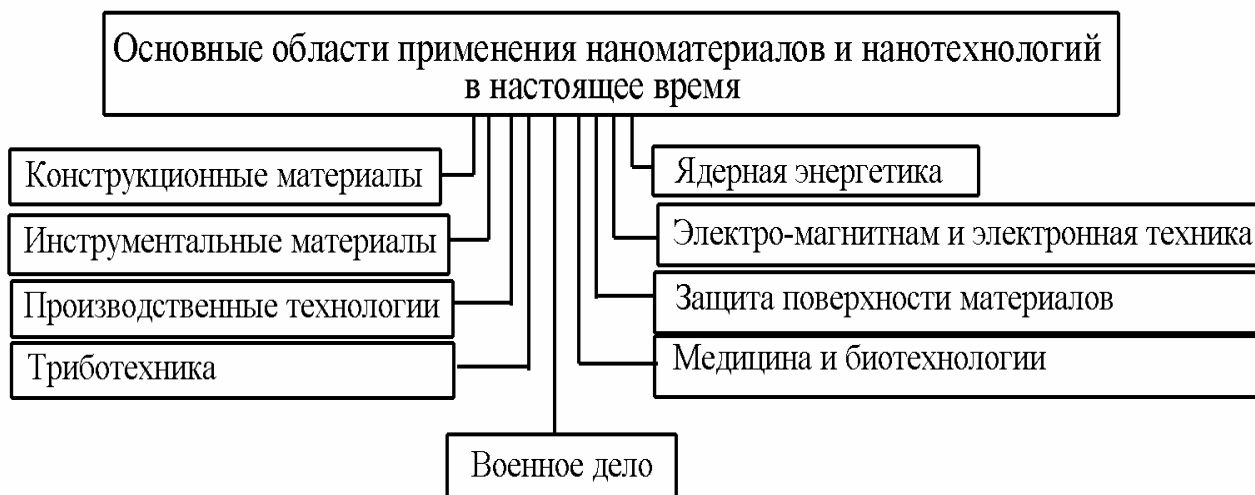 Основные области применения наноматериалов и нанотехнологий
в настоящее время
Конструкционные материалы
Инструментальные материалы
Производственные технологии
Триботехника
Ядерная энергетика
Электро-магнитнам и электронная техника
Защита поверхности материалов
Медицина и биотехнологии
Военное дело